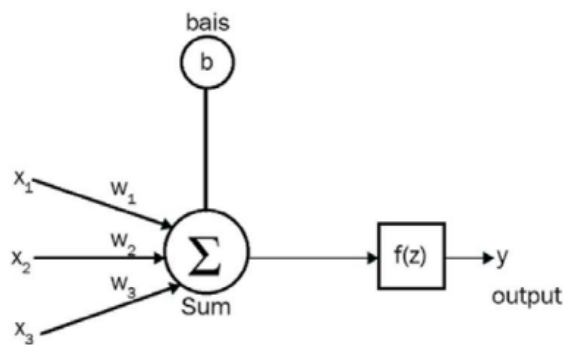 bais
b
x₁
w₁
x₂
w₂
Σ
f(z)
y
w₃
Sum
output
x₃